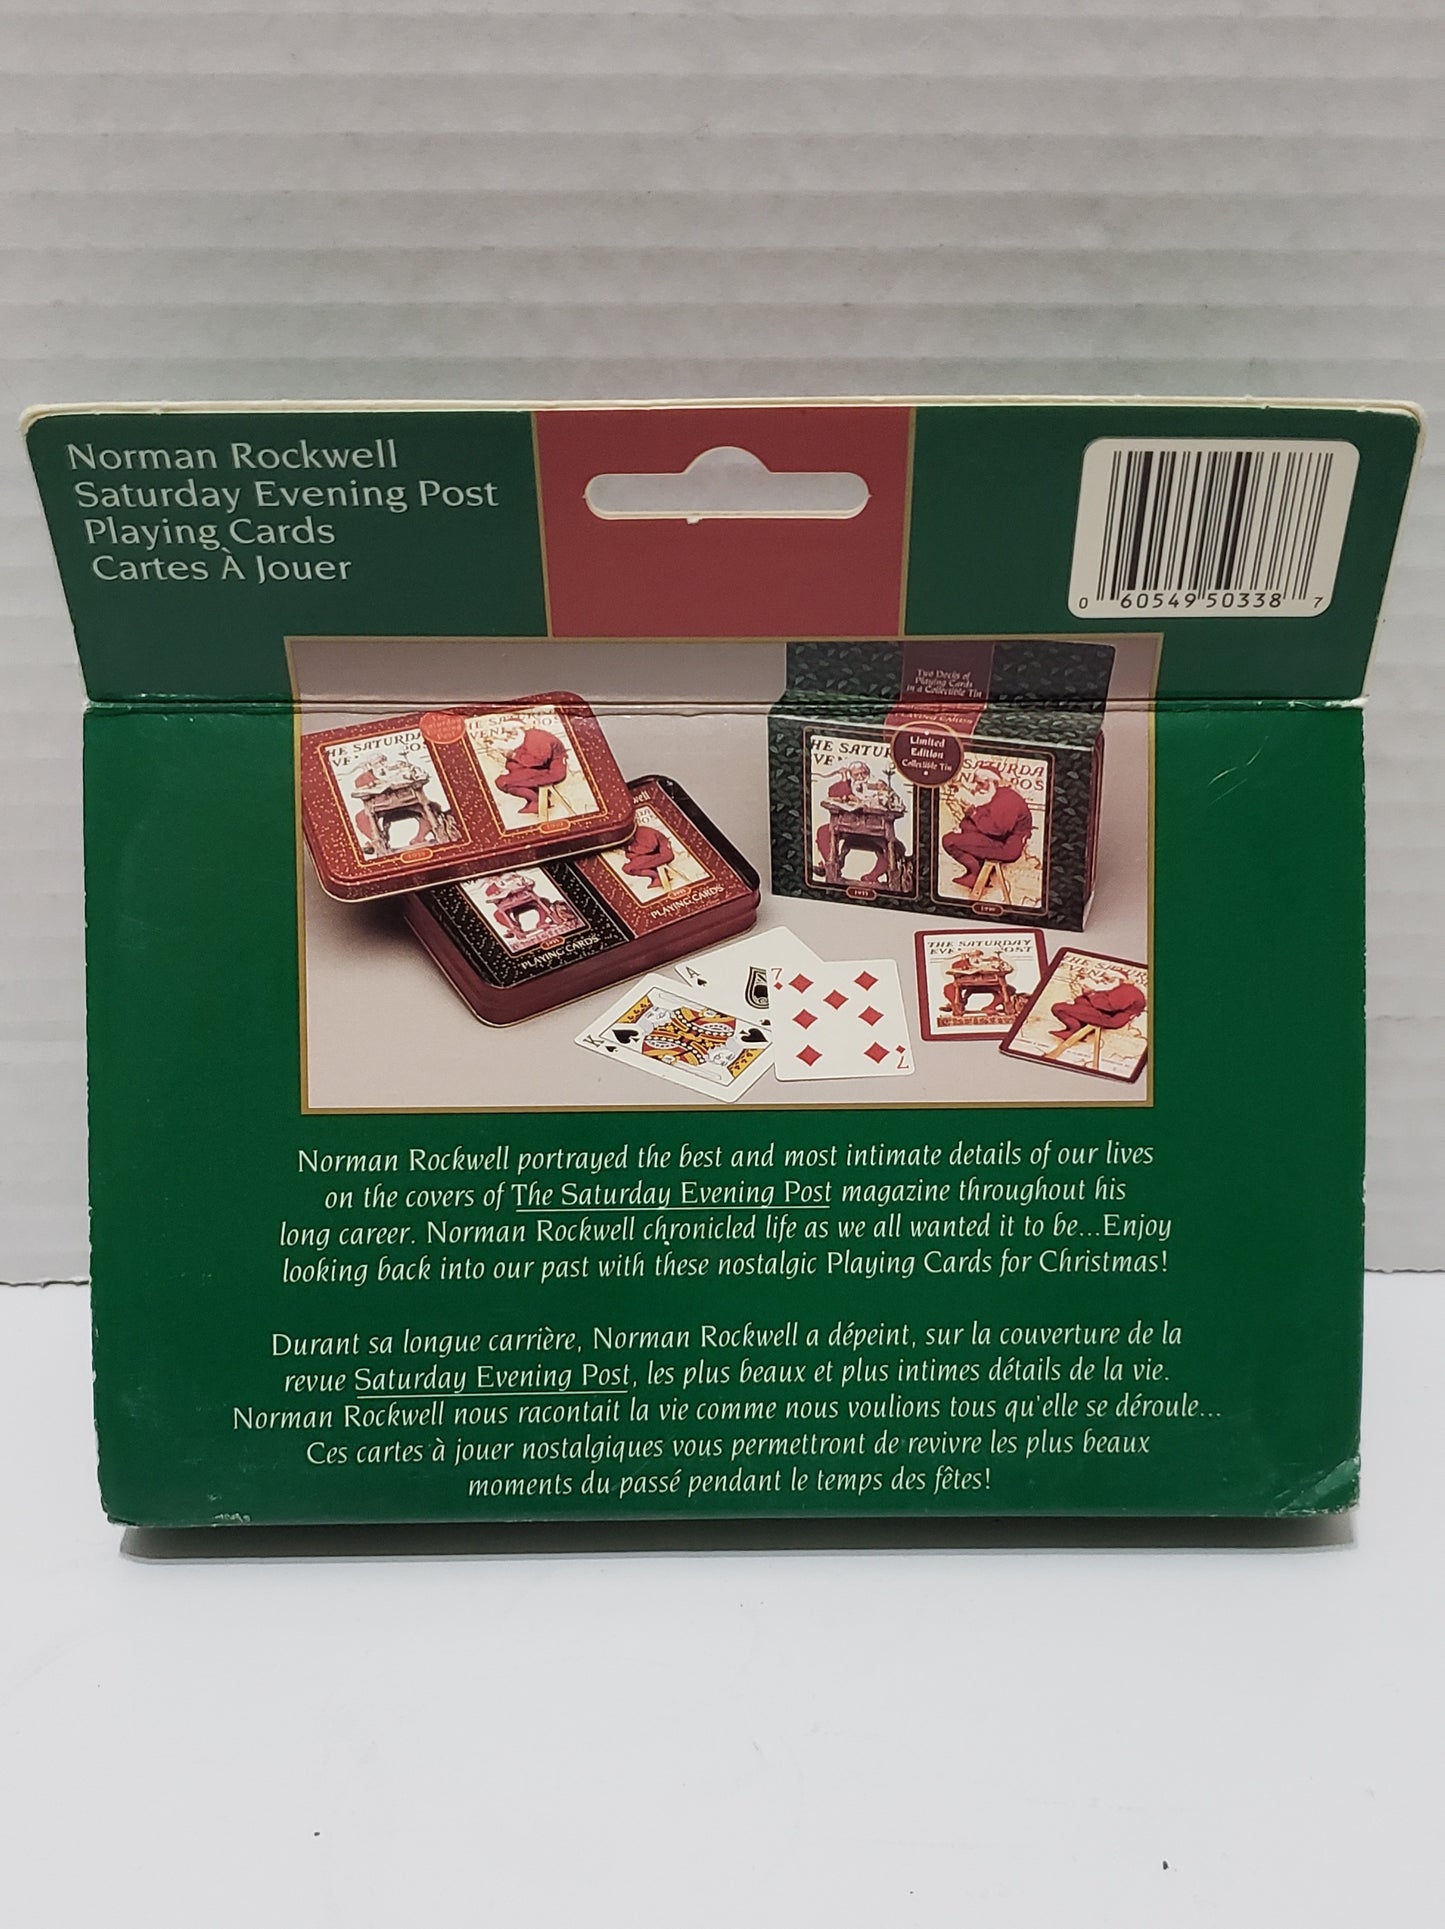 Norman Rockwell
Saturday Evening Post
Playing Cards
Cartes À Jouer
0 60549 50338 7
Two Decks of
Playing Cards
in a Collectible Tin
PLAYING CARDS
Limited
Edition
Collectible Tin
THE SATURDAY
EVENING POST
PLAYING CARDS
PLAYING CARDS
A
K
7
7
THE SATURDAY
Norman Rockwell portrayed the best and most intimate details of our lives
on the covers of The Saturday Evening Post magazine throughout his
long career. Norman Rockwell chronicled life as we all wanted it to be...Enjoy
looking back into our past with these nostalgic Playing Cards for Christmas!
Durant sa longue carrière, Norman Rockwell a dépeint, sur la couverture de la
revue Saturday Evening Post, les plus beaux et plus intimes détails de la vie.
Norman Rockwell nous racontait la vie comme nous voulions tous qu'elle se déroule...
Ces cartes à jouer nostalgiques vous permettront de revivre les plus beaux
moments du passé pendant le temps des fêtes!